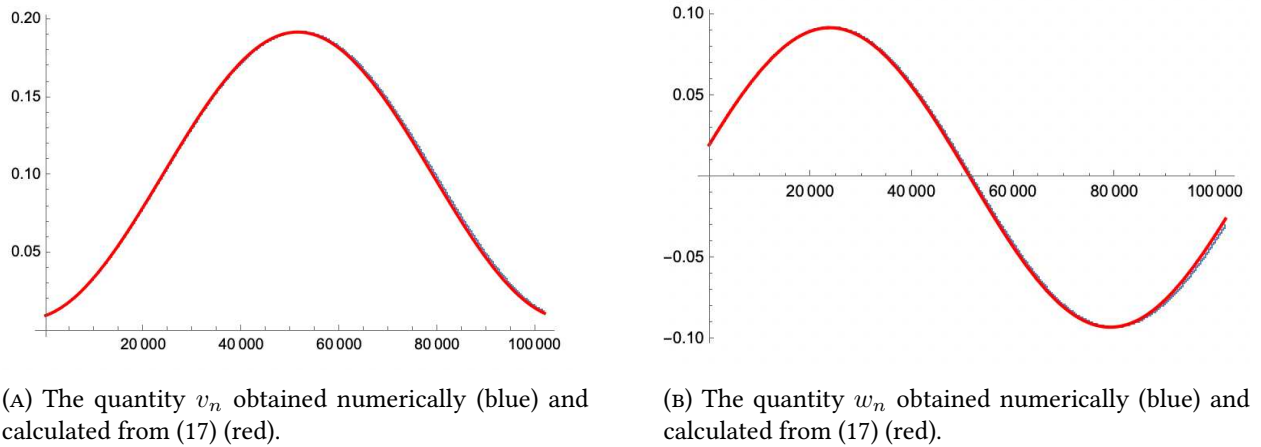 0.20
0.15
0.10
0.05
20 000 40 000 60 000 80 000 100 000
0.10
0.05
20 000 40 000 60 000 80 000 100 000
−0.05
−0.10
(A) The quantity vₙ obtained numerically (blue) and
calculated from (17) (red).
(B) The quantity wₙ obtained numerically (blue) and
calculated from (17) (red).